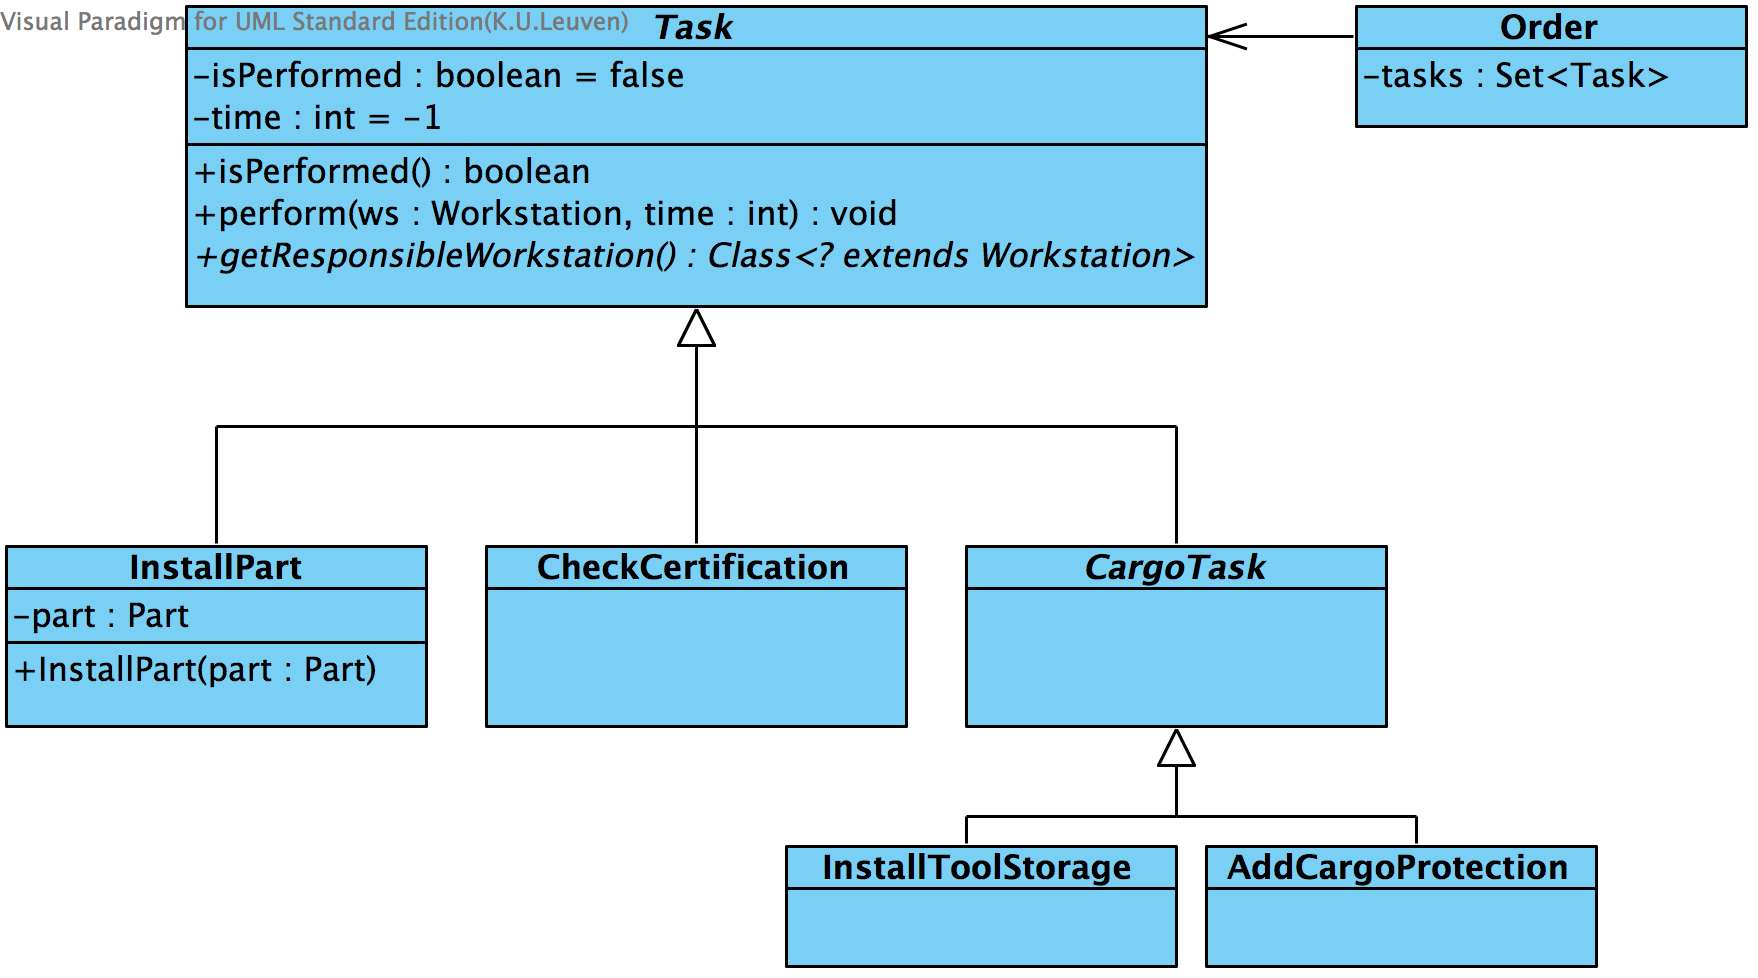 Visual Paradigm for UML Standard Edition(K.U.Leuven)
Task
-isPerformed : boolean = false
-time : int = -1
+isPerformed() : boolean
+perform(ws : Workstation, time : int) : void
+getResponsibleWorkstation() : Class<? extends Workstation>
Order
-tasks : Set<Task>
InstallPart
-part : Part
+InstallPart(part : Part)
CheckCertification
CargoTask
InstallToolStorage
AddCargoProtection